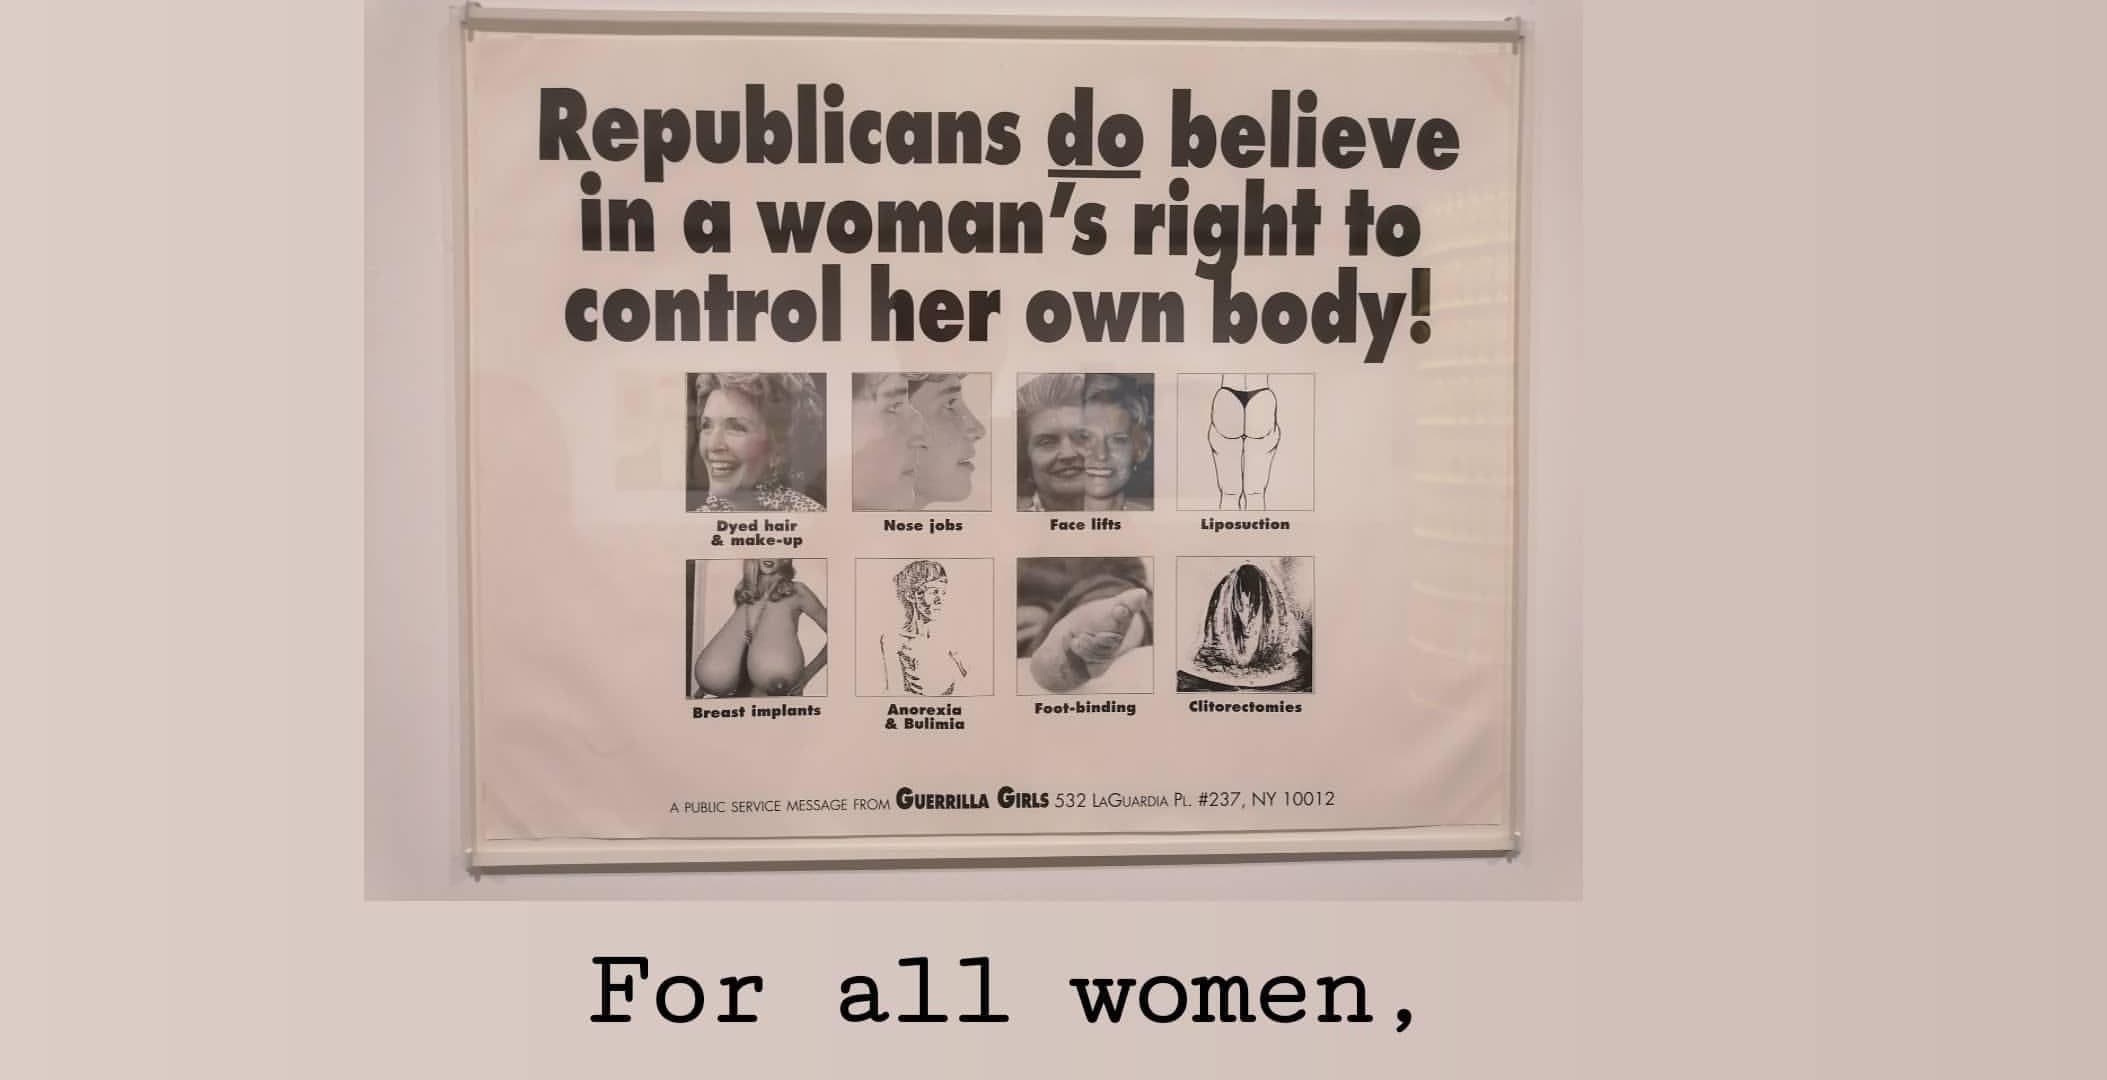 Republicans do believe
in a woman's right to
control her own body!
Dyed hair
& make-up
Nose jobs
Face lifts
Liposuction
Breast implants
Anorexia
& Bulimia
Foot-binding
Clitorectomies
A PUBLIC SERVICE MESSAGE FROM GUERRILLA GIRLS 532 LAGUARDIA PL. #237, NY 10012
For all women,